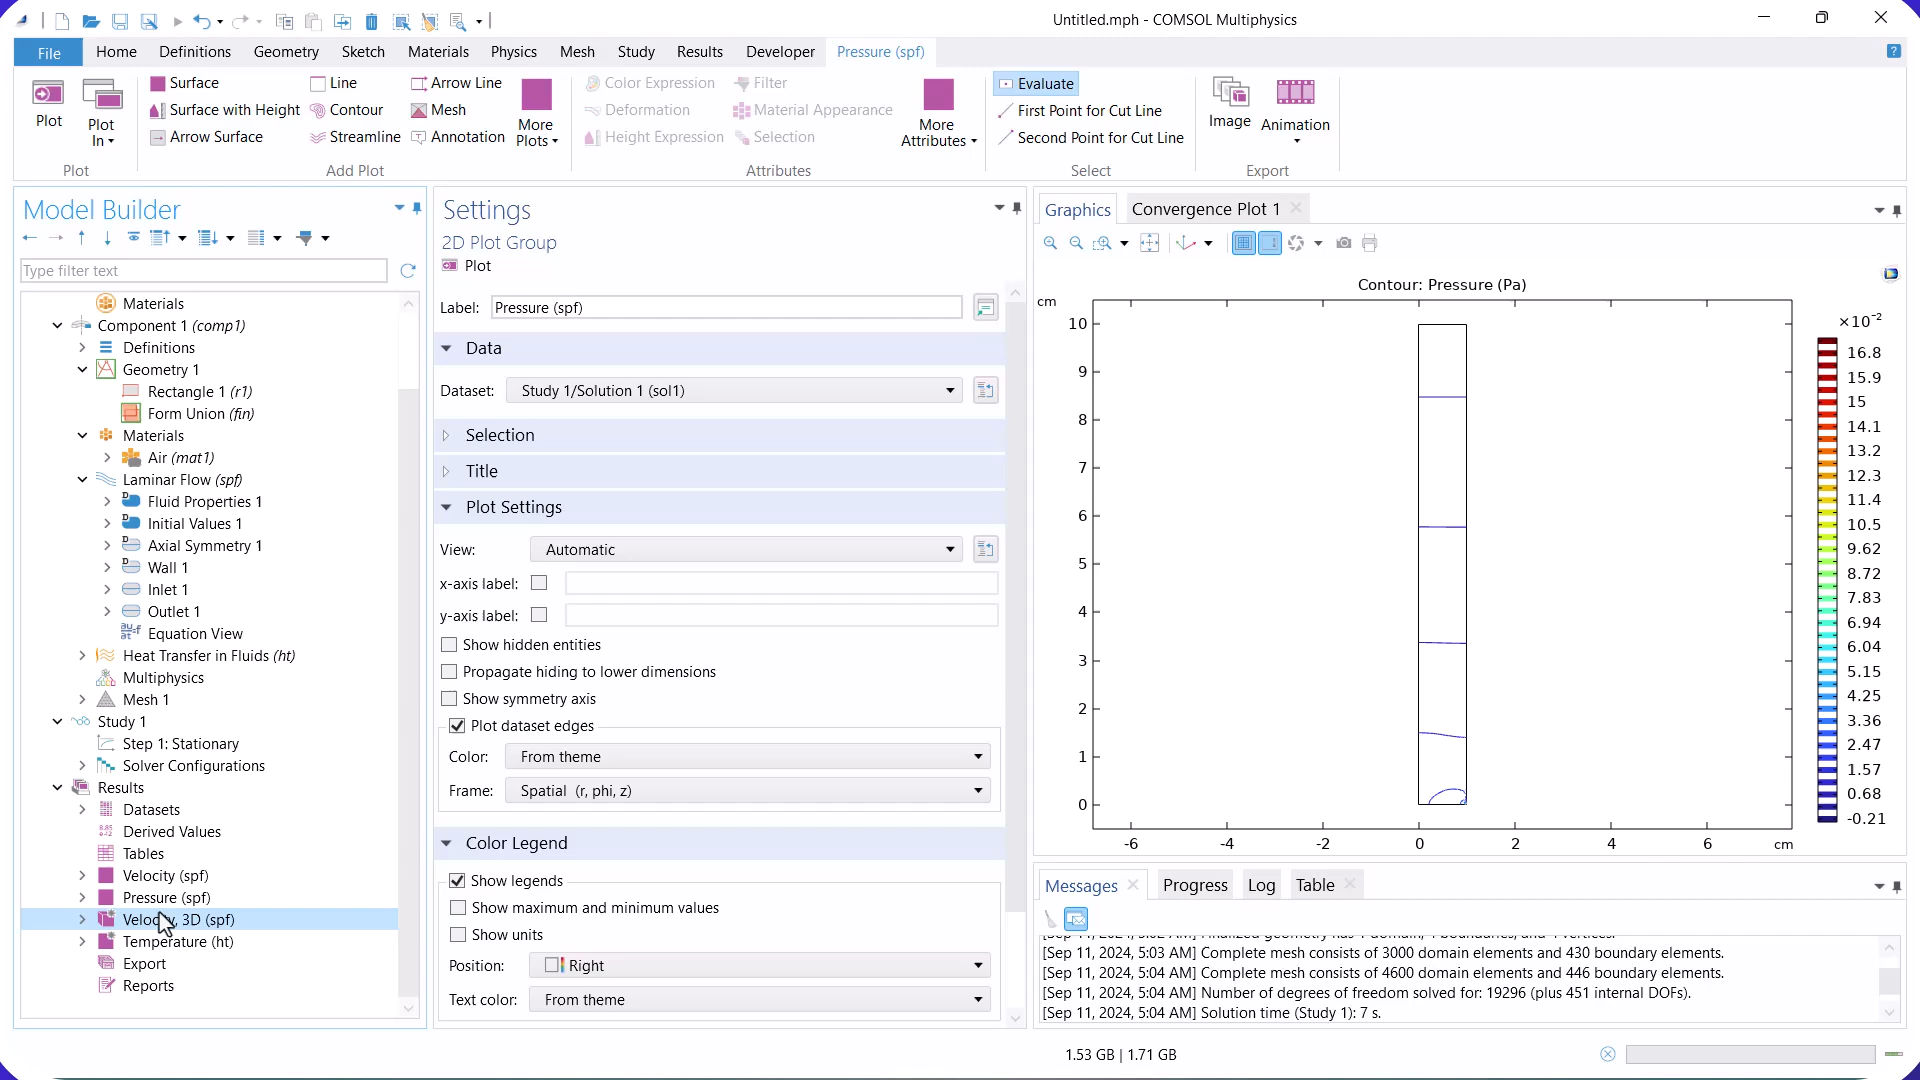 Untitled.mph - COMSOL Multiphysics
File Home Definitions Geometry Sketch Materials Physics Mesh Study Results Developer Pressure (spf)
Plot
Plot In
Plot
Surface
Surface with Height
Arrow Surface
Line
Contour
Streamline
Arrow Line
Mesh
Annotation
More Plots
Add Plot
Color Expression
Deformation
Height Expression
Filter
Material Appearance
Selection
More Attributes
Attributes
Evaluate
First Point for Cut Line
Second Point for Cut Line
Select
Image
Animation
Export
Model Builder
Type filter text
Materials
Component 1 (comp1)
Definitions
Geometry 1
Rectangle 1 (r1)
Form Union (fin)
Materials
Air (mat1)
Laminar Flow (spf)
Fluid Properties 1
Initial Values 1
Axial Symmetry 1
Wall 1
Inlet 1
Outlet 1
Equation View
Heat Transfer in Fluids (ht)
Multiphysics
Mesh 1
Study 1
Step 1: Stationary
Solver Configurations
Results
Datasets
Derived Values
Tables
Velocity (spf)
Pressure (spf)
Velocity, 3D (spf)
Temperature (ht)
Export
Reports
Settings
2D Plot Group
Plot
Label: Pressure (spf)
Data
Dataset: Study 1/Solution 1 (sol1)
Selection
Title
Plot Settings
View: Automatic
x-axis label:
y-axis label:
Show hidden entities
Propagate hiding to lower dimensions
Show symmetry axis
Plot dataset edges
Color: From theme
Frame: Spatial (r, phi, z)
Color Legend
Show legends
Show maximum and minimum values
Show units
Position: Right
Text color: From theme
Graphics Convergence Plot 1
Contour: Pressure (Pa)
cm
10
9
8
7
6
5
4
3
2
1
0
-6 -4 -2 0 2 4 6 cm
×10⁻²
16.8
15.9
15
14.1
13.2
12.3
11.4
10.5
9.62
8.72
7.83
6.94
6.04
5.15
4.25
3.36
2.47
1.57
0.68
-0.21
Messages Progress Log Table
[Sep 11, 2024, 5:03 AM] Complete mesh consists of 3000 domain elements and 430 boundary elements.
[Sep 11, 2024, 5:04 AM] Complete mesh consists of 4600 domain elements and 446 boundary elements.
[Sep 11, 2024, 5:04 AM] Number of degrees of freedom solved for: 19296 (plus 451 internal DOFs).
[Sep 11, 2024, 5:04 AM] Solution time (Study 1): 7 s.
1.53 GB | 1.71 GB